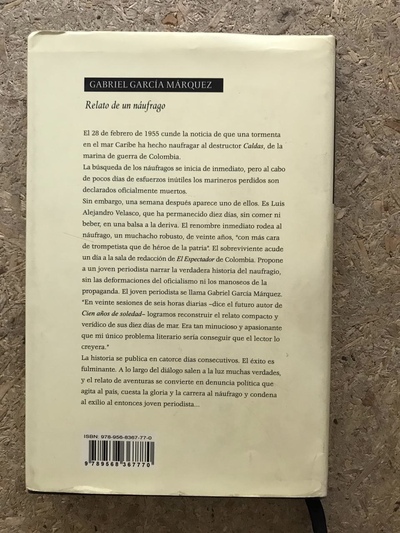 GABRIEL GARCÍA MÁRQUEZ
Relato de un náufrago
El 28 de febrero de 1955 cunde la noticia de que una tormenta
en el mar Caribe ha hecho naufragar al destructor Caldas, de
la marina de guerra de Colombia.
La búsqueda de los náufragos se inicia de inmediato, pero al cabo
de pocos días de esfuerzos inútiles los marineros perdidos son
declarados oficialmente muertos.
Sin embargo, una semana después aparece uno de ellos. Es Luis
Alejandro Velasco, que ha permanecido diez días, sin comer ni
beber, en una balsa a la deriva. El renombre inmediato rodea al
náufrago, un muchacho robusto, de veinte años, "con más cara
de trompetista que de héroe de la patria". El sobreviviente acude
un día a la sala de redacción de El Espectador de Colombia. Propone
a un joven periodista narrar la verdadera historia del naufragio,
sin las deformaciones del oficialismo ni los manoseos de la
propaganda. El joven periodista se llama Gabriel García Márquez.
"En veinte sesiones de seis horas diarias –dice el futuro autor de
Cien años de soledad– logramos reconstruir el relato compacto y
verídico de sus diez días de mar. Era tan minucioso y apasionante
que mi único problema literario sería conseguir que el lector lo
creyera."
La historia se publica en catorce días consecutivos. El éxito es
fulminante. A lo largo del diálogo salen a la luz muchas verdades,
y el relato de aventuras se convierte en denuncia política que
agita al país, cuesta la gloria y la carrera al náufrago y condena
al exilio al entonces joven periodista...
ISBN: 978-956-8367-77-0
9 789568 367770